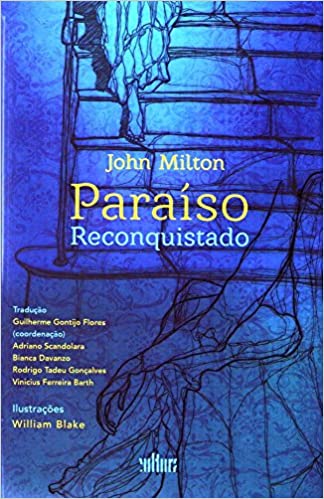 John Milton
Paraíso
Reconquistado
Tradução
Guilherme Gontijo Flores
(coordenação)
Adriano Scandolara
Bianca Davanzo
Rodrigo Tadeu Gonçalves
Vinicius Ferreira Barth
Ilustrações
William Blake
cultura